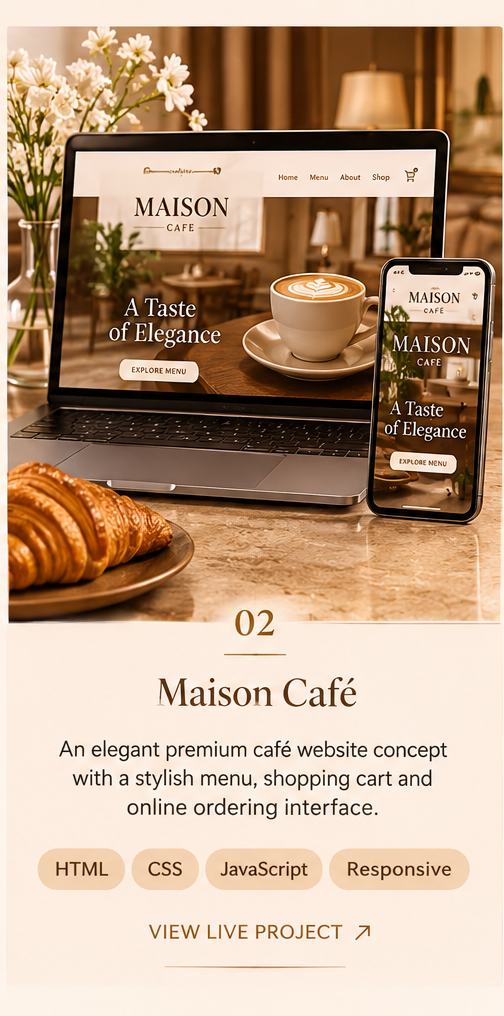 Home Menu About Shop
MAISON
CAFE
A Taste
of Elegance
EXPLORE MENU
MAISON
CAFE
MAISON
CAFE
A Taste
of Elegance
EXPLORE MENU
02
Maison Café
An elegant premium café website concept
with a stylish menu, shopping cart and
online ordering interface.
HTML CSS JavaScript Responsive
VIEW LIVE PROJECT ↗